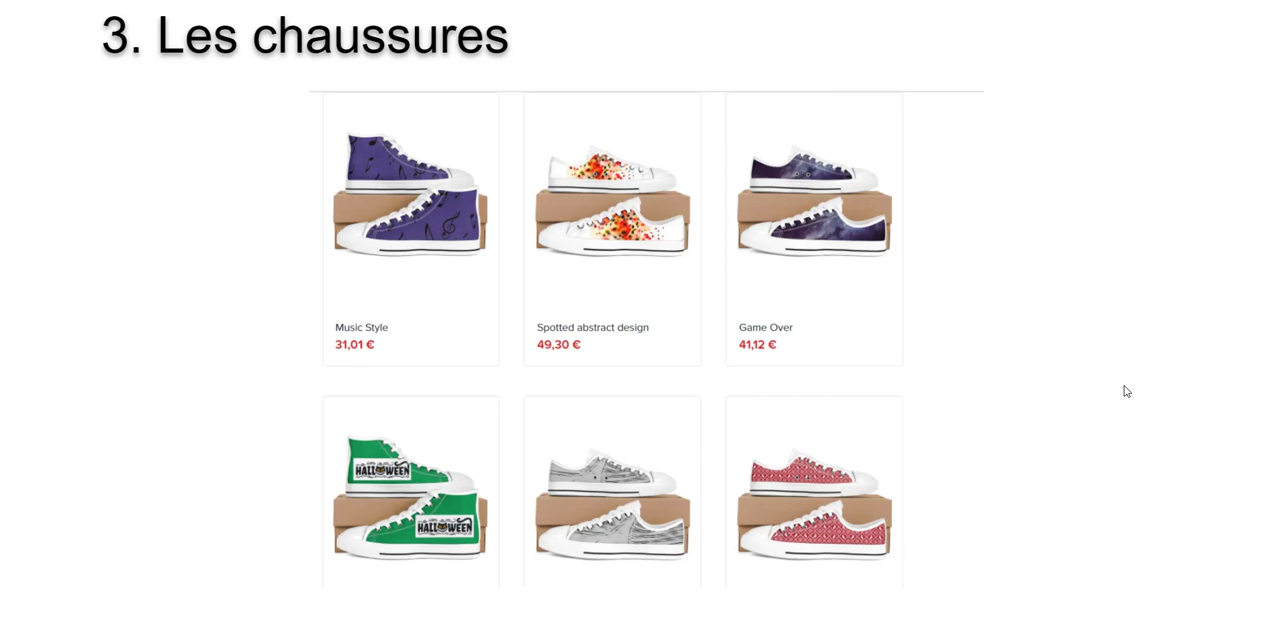 3. Les chaussures
Music Style
31,01 €
Spotted abstract design
49,30 €
Game Over
41,12 €
HALLOWEEN
HALLOWEEN